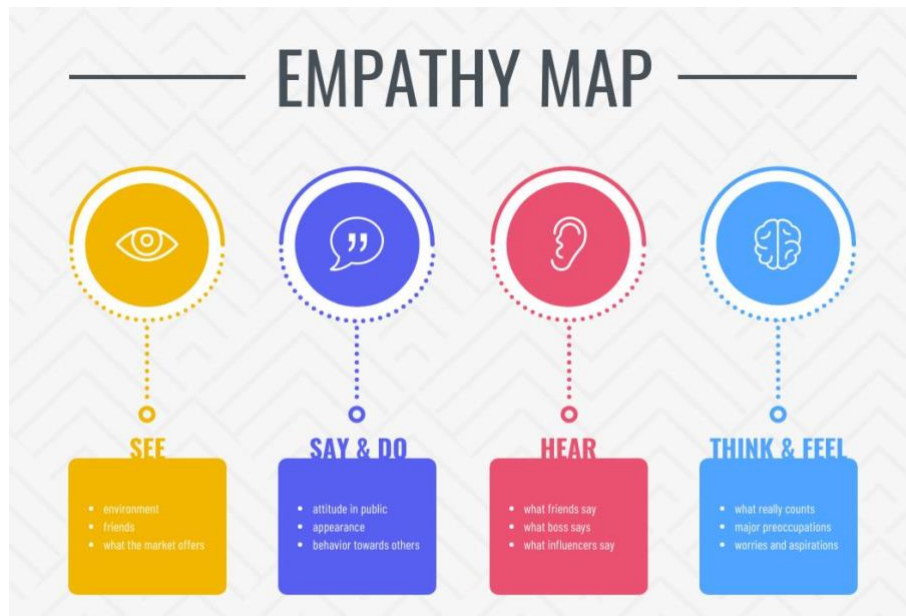 EMPATHY MAP
SEE
• environment
• friends
• what the market offers
SAY & DO
• attitude in public
• appearance
• behavior towards others
HEAR
• what friends say
• what boss says
• what influencers say
THINK & FEEL
• what really counts
• major preoccupations
• worries and aspirations